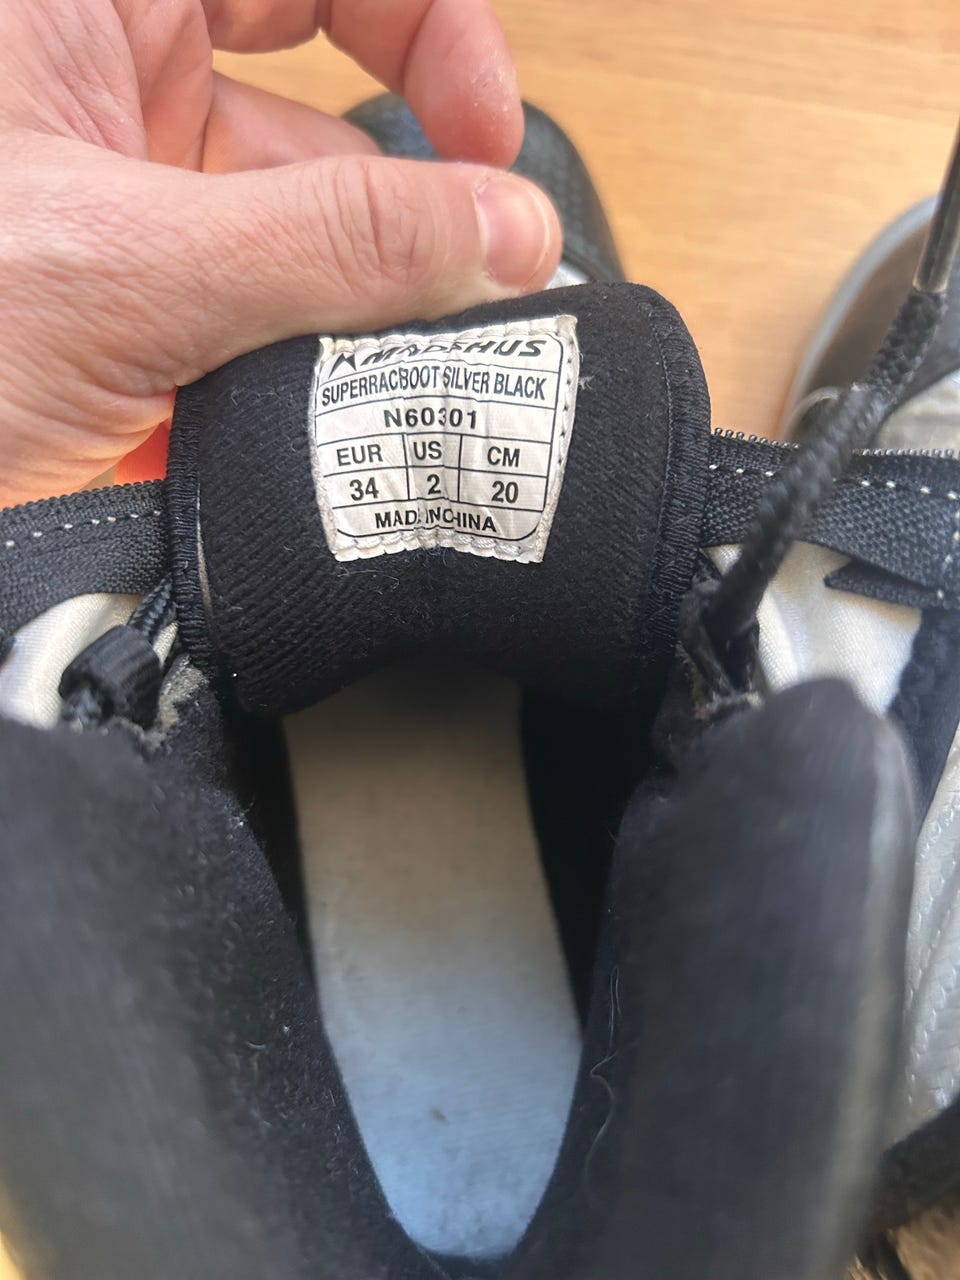 MADSHUS
SUPERRACBOOT SILVER BLACK
N60301
EUR US CM
34 2 20
MADE IN CHINA